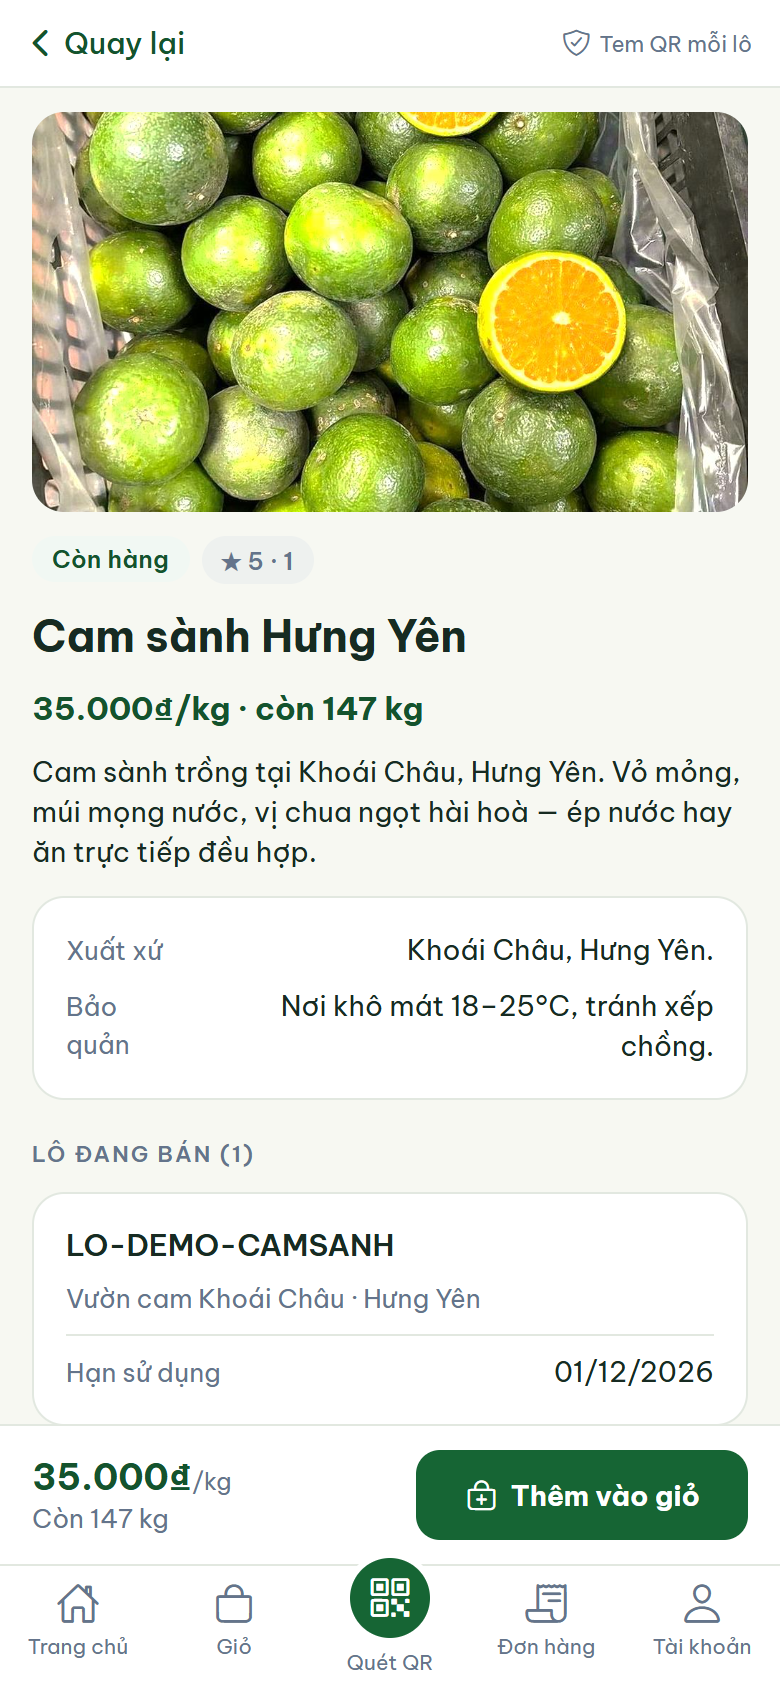 Quay lại
Tem QR mỗi lô
Còn hàng
★ 5 · 1
Cam sành Hưng Yên
35.000₫/kg · còn 147 kg
Cam sành trồng tại Khoái Châu, Hưng Yên. Vỏ mỏng,
múi mọng nước, vị chua ngọt hài hoà — ép nước hay
ăn trực tiếp đều hợp.
Xuất xứ
Khoái Châu, Hưng Yên.
Bảo
quản
Nơi khô mát 18–25°C, tránh xếp
chồng.
LÔ ĐANG BÁN (1)
LO-DEMO-CAMSANH
Vườn cam Khoái Châu · Hưng Yên
Hạn sử dụng
01/12/2026
35.000₫/kg
Còn 147 kg
Thêm vào giỏ
Trang chủ
Giỏ
Quét QR
Đơn hàng
Tài khoản